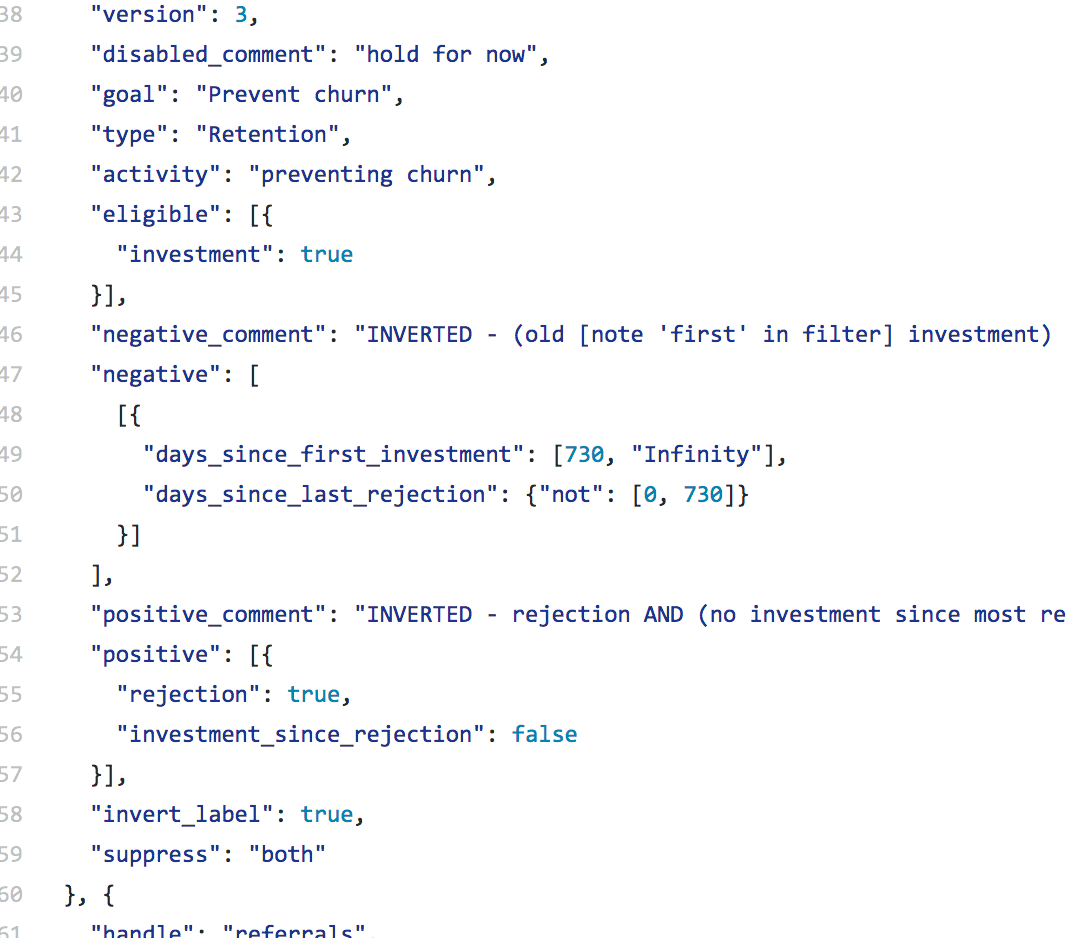 38 "version": 3,
39 "disabled_comment": "hold for now",
40 "goal": "Prevent churn",
41 "type": "Retention",
42 "activity": "preventing churn",
43 "eligible": [{
44 "investment": true
45 }],
46 "negative_comment": "INVERTED - (old [note 'first' in filter] investment)
47 "negative": [
48 [{
49 "days_since_first_investment": [730, "Infinity"],
50 "days_since_last_rejection": {"not": [0, 730]}
51 }]
52 ],
53 "positive_comment": "INVERTED - rejection AND (no investment since most re
54 "positive": [{
55 "rejection": true,
56 "investment_since_rejection": false
57 }],
58 "invert_label": true,
59 "suppress": "both"
60 }, {
61 "handle": "referrals",